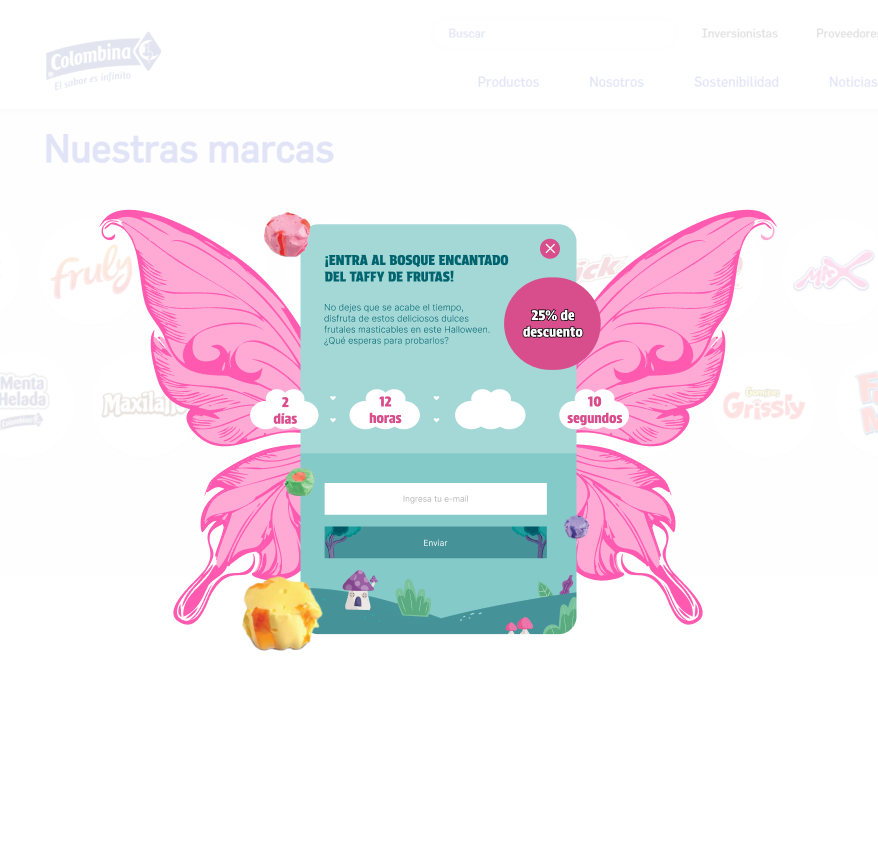 Colombina
El sabor es infinito
Buscar
Inversionistas
Proveedores
Productos
Nosotros
Sostenibilidad
Noticias
Nuestras marcas
fruly
MAX
Menta
Helada
Colombina
Grissly
¡ENTRA AL BOSQUE ENCANTADO
DEL TAFFY DE FRUTAS!
No dejes que se acabe el tiempo,
disfruta de estos deliciosos dulces
frutales masticables en este Halloween.
¿Qué esperas para probarlos?
25% de
descuento
2
días
12
horas
10
segundos
Ingresa tu e-mail
Enviar